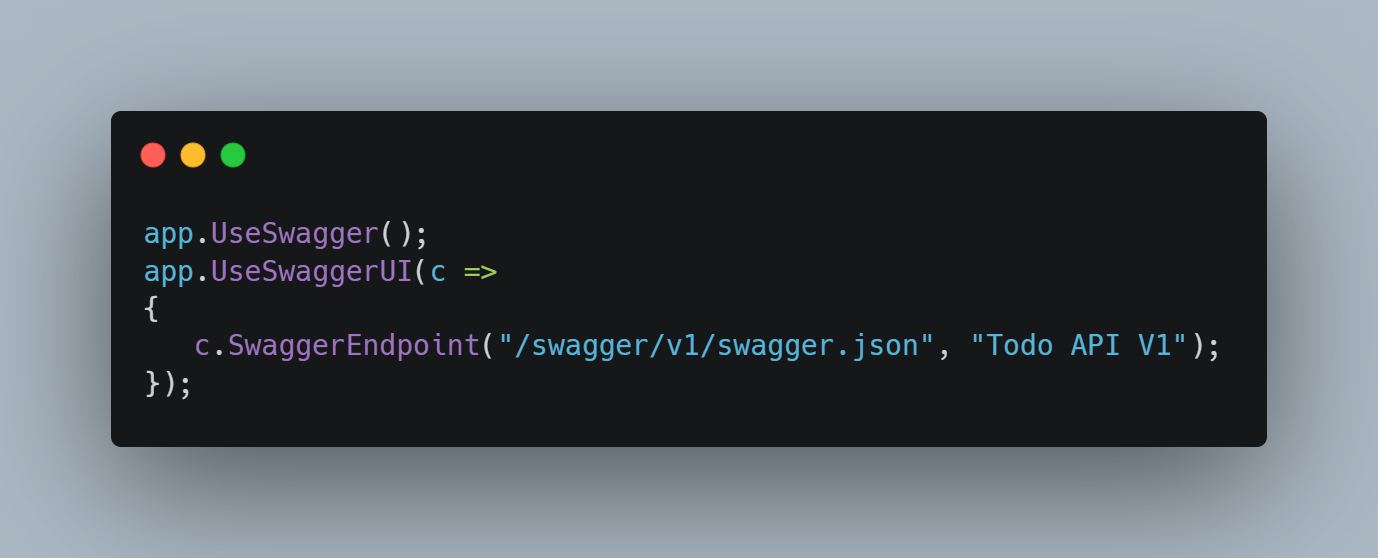 app.UseSwagger();
app.UseSwaggerUI(c =>
{
   c.SwaggerEndpoint("/swagger/v1/swagger.json", "Todo API V1");
});